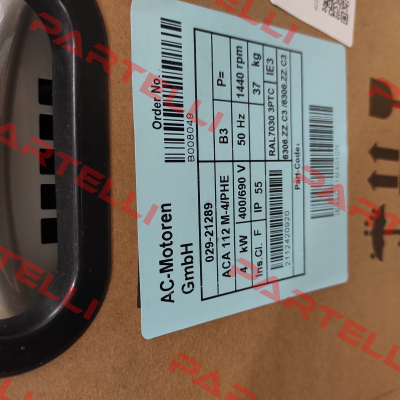 AC-Motoren
GmbH
Order No.
B008049
029-21289
ACA 112 M-4/PHE B3 P=
4 kW 400/690 V 50 Hz 1440 rpm
Ins.Cl. F IP 55 37 kg
RAL7030 3PTC IE3
6306.ZZ C3 /6306.ZZ C3
2112420920
Part-Code:
PARTELLI
PARTELLI
PARTELLI
PARTELLI
PARTELLI